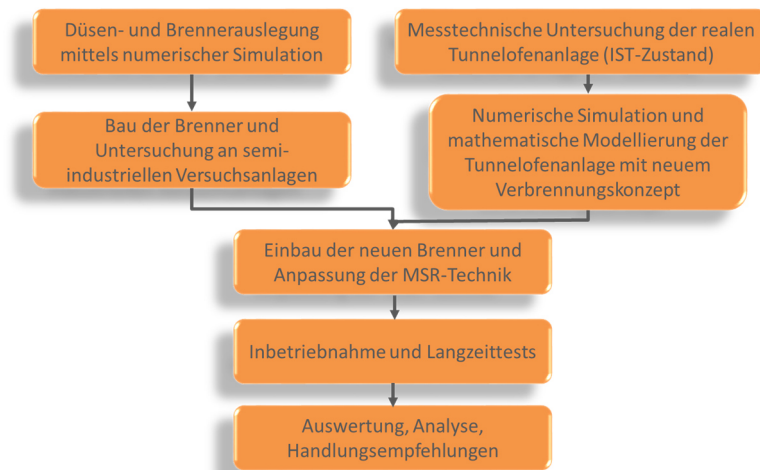 Düsen- und Brennerauslegung
mittels numerischer Simulation
Messtechnische Untersuchung der realen
Tunnelofenanlage (IST-Zustand)
Bau der Brenner und
Untersuchung an semi-
industriellen Versuchsanlagen
Numerische Simulation und
mathematische Modellierung der
Tunnelofenanlage mit neuem
Verbrennungskonzept
Einbau der neuen Brenner und
Anpassung der MSR-Technik
Inbetriebnahme und Langzeittests
Auswertung, Analyse,
Handlungsempfehlungen